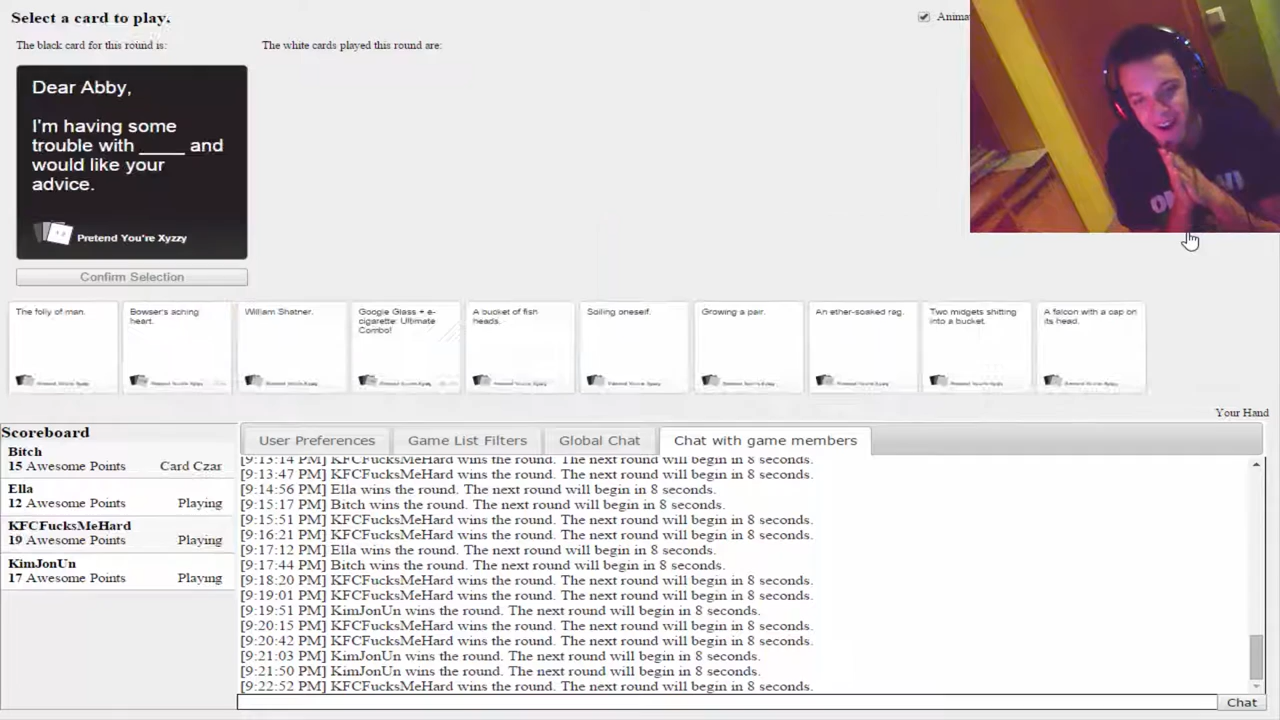 Select a card to play.
Anima
The black card for this round is:
The white cards played this round are:
Dear Abby,
I'm having some
trouble with _____ and
would like your
advice.
Pretend You're Xyzzy
Confirm Selection
The folly of man.
Bowser's aching
heart.
William Shatner.
Google Glass + e-
cigarette: Ultimate
Combo!
A bucket of fish
heads.
Soiling oneself.
Growing a pair.
An ether-soaked rag.
Two midgets shitting
into a bucket.
A falcon with a cap on
its head.
Your Hand
Scoreboard
Bitch
15 Awesome Points Card Czar
Ella
12 Awesome Points Playing
KFCFucksMeHard
19 Awesome Points Playing
KimJonUn
17 Awesome Points Playing
User Preferences
Game List Filters
Global Chat
Chat with game members
[9:13:14 PM] KFCFucksMeHard wins the round. The next round will begin in 8 seconds.
[9:13:47 PM] KFCFucksMeHard wins the round. The next round will begin in 8 seconds.
[9:14:56 PM] Ella wins the round. The next round will begin in 8 seconds.
[9:15:17 PM] Bitch wins the round. The next round will begin in 8 seconds.
[9:15:51 PM] KFCFucksMeHard wins the round. The next round will begin in 8 seconds.
[9:16:21 PM] KFCFucksMeHard wins the round. The next round will begin in 8 seconds.
[9:17:12 PM] Ella wins the round. The next round will begin in 8 seconds.
[9:17:44 PM] Bitch wins the round. The next round will begin in 8 seconds.
[9:18:20 PM] KFCFucksMeHard wins the round. The next round will begin in 8 seconds.
[9:19:01 PM] KFCFucksMeHard wins the round. The next round will begin in 8 seconds.
[9:19:51 PM] KimJonUn wins the round. The next round will begin in 8 seconds.
[9:20:15 PM] KFCFucksMeHard wins the round. The next round will begin in 8 seconds.
[9:20:42 PM] KFCFucksMeHard wins the round. The next round will begin in 8 seconds.
[9:21:03 PM] KimJonUn wins the round. The next round will begin in 8 seconds.
[9:21:50 PM] KimJonUn wins the round. The next round will begin in 8 seconds.
[9:22:52 PM] KFCFucksMeHard wins the round. The next round will begin in 8 seconds.
Chat